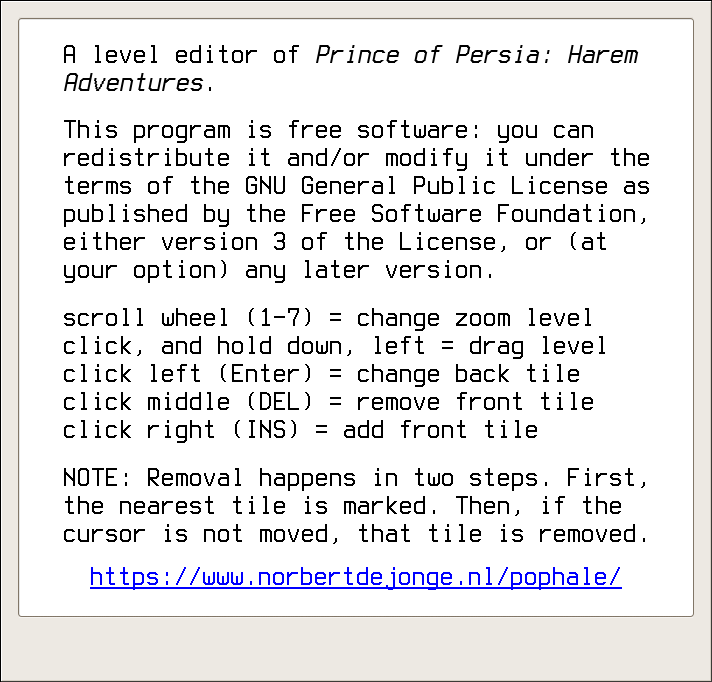 A level editor of Prince of Persia: Harem
Adventures.
This program is free software: you can
redistribute it and/or modify it under the
terms of the GNU General Public License as
published by the Free Software Foundation,
either version 3 of the License, or (at
your option) any later version.
scroll wheel (1-7) = change zoom level
click, and hold down, left = drag level
click left (Enter) = change back tile
click middle (DEL) = remove front tile
click right (INS) = add front tile
NOTE: Removal happens in two steps. First,
the nearest tile is marked. Then, if the
cursor is not moved, that tile is removed.
https://www.norbertdejonge.nl/pophale/